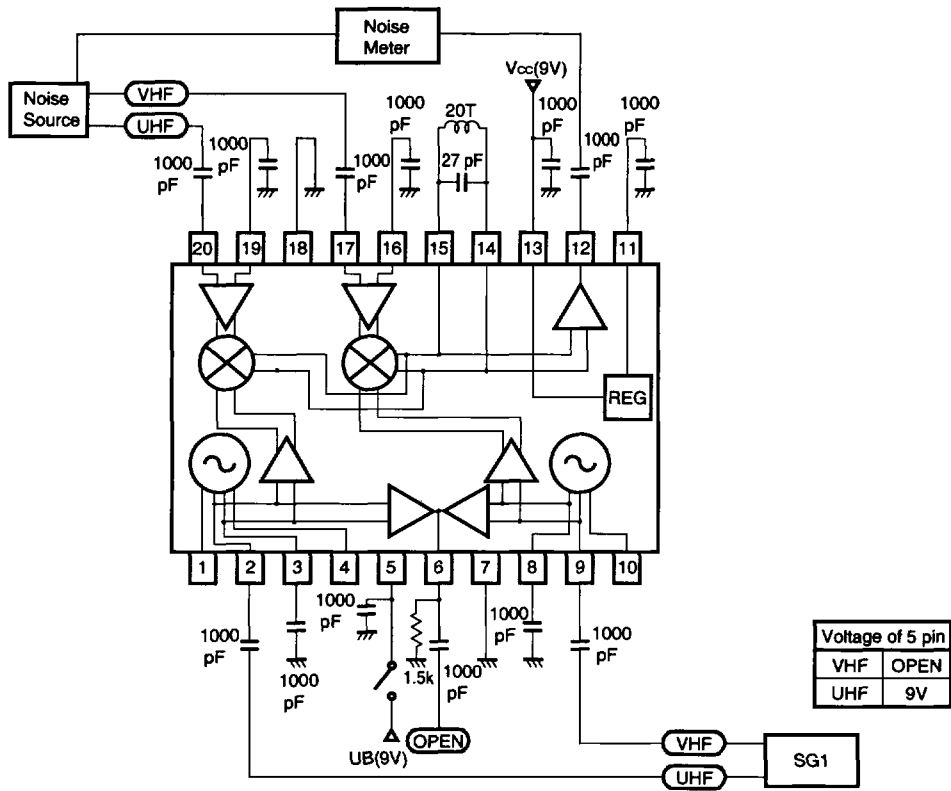 Noise
Meter
Noise
Source
VHF
UHF
Vcc(9V)
1000
pF
1000
pF
1000
pF
1000
pF
1000
pF
20T
27 pF
1000
pF
1000
pF
1000
pF
20
19
18
17
16
15
14
13
12
11
REG
1
2
3
4
5
6
7
8
9
10
1000
pF
1000
pF
1000
pF
1.5k
1000
pF
1000
pF
1000
pF
UB(9V)
OPEN
Voltage of 5 pin
VHF OPEN
UHF 9V
VHF
UHF
SG1